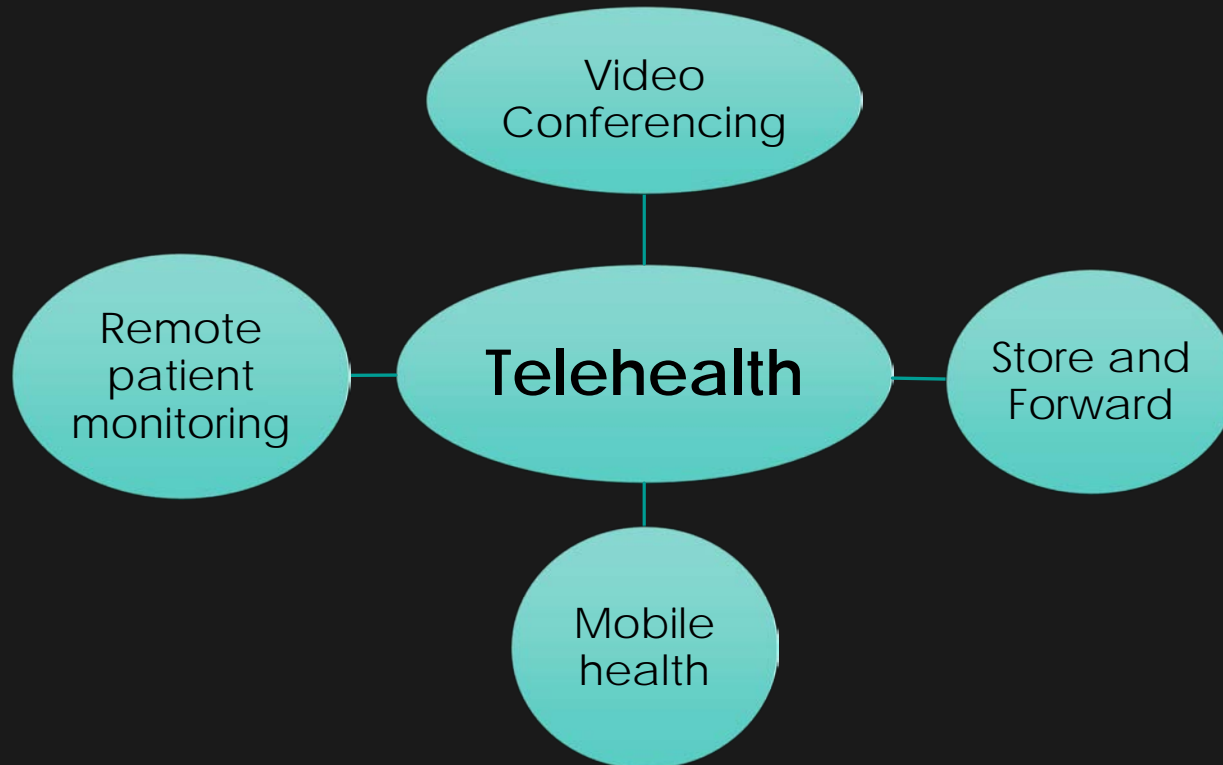 Video
Conferencing
Remote
patient
monitoring
Telehealth
Store and
Forward
Mobile
health